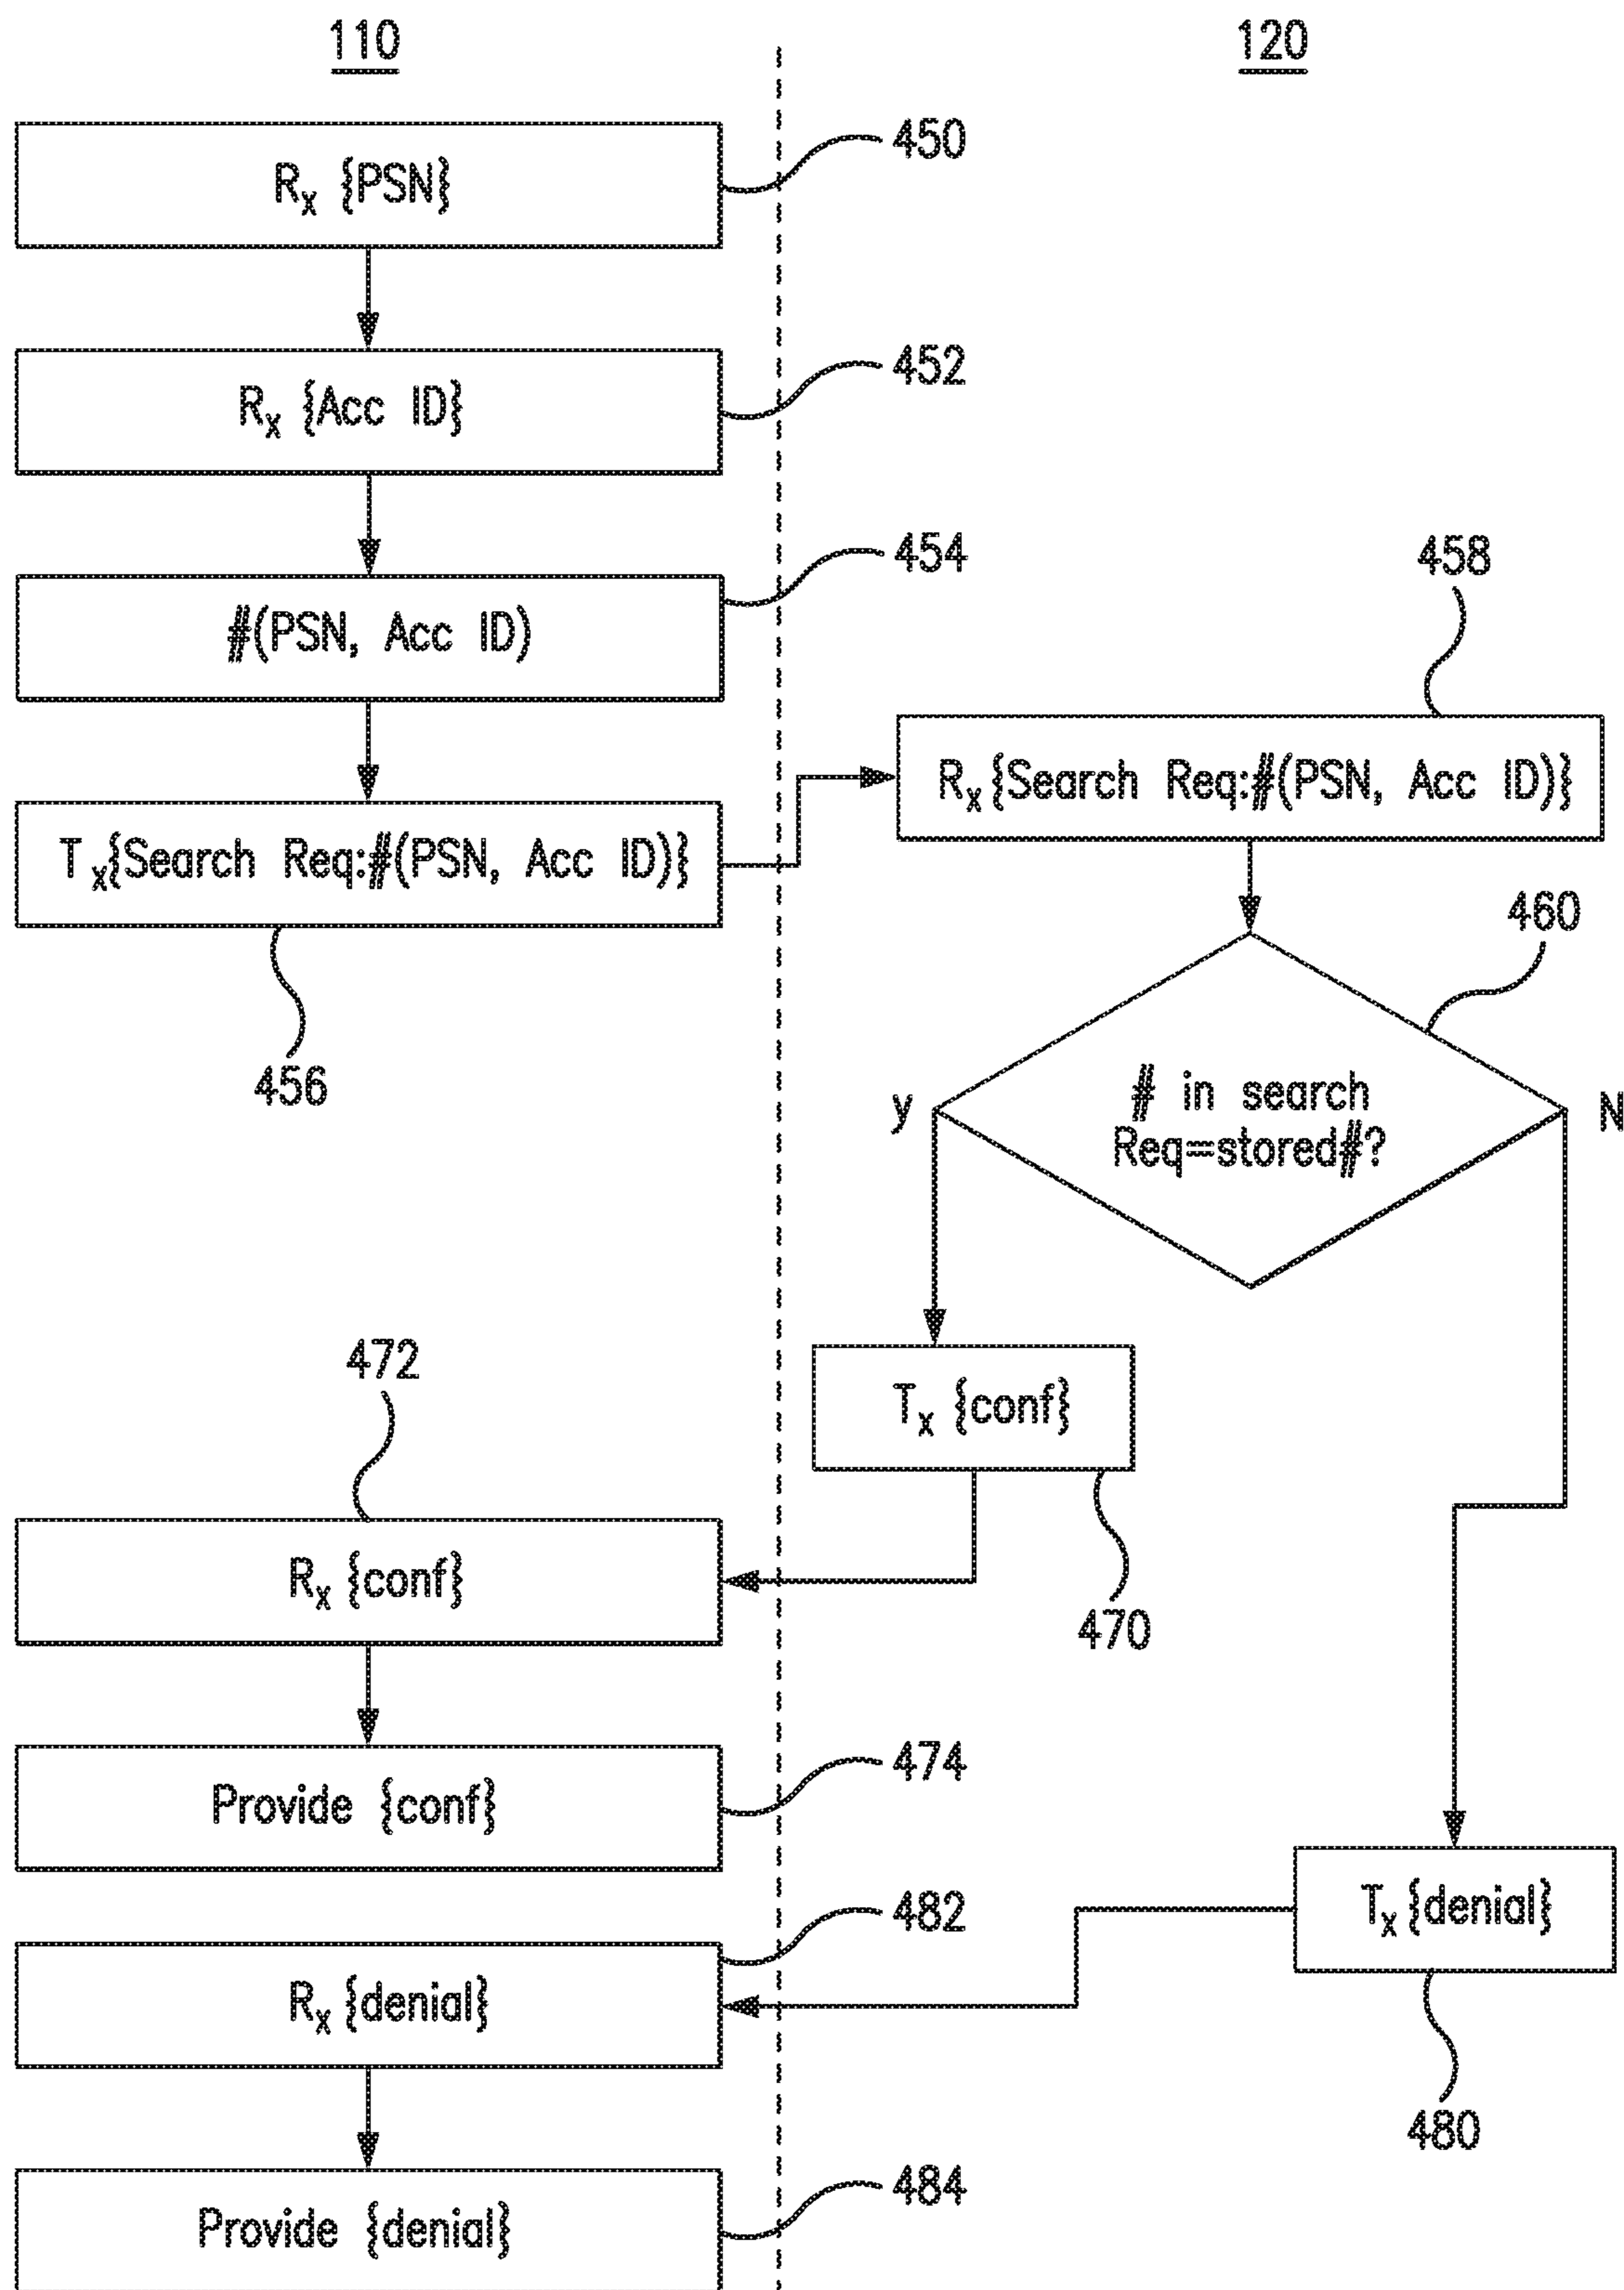 110
120
Rx {PSN}
450
Rx {Acc ID}
452
#(PSN, Acc ID)
454
Tx{Search Req:#(PSN, Acc ID)}
456
458
Rx{Search Req:#(PSN, Acc ID)}
460
# in search
Req=stored#?
y
N
Tx {conf}
470
472
Rx {conf}
Provide {conf}
474
Tx {denial}
480
482
Rx {denial}
Provide {denial}
484